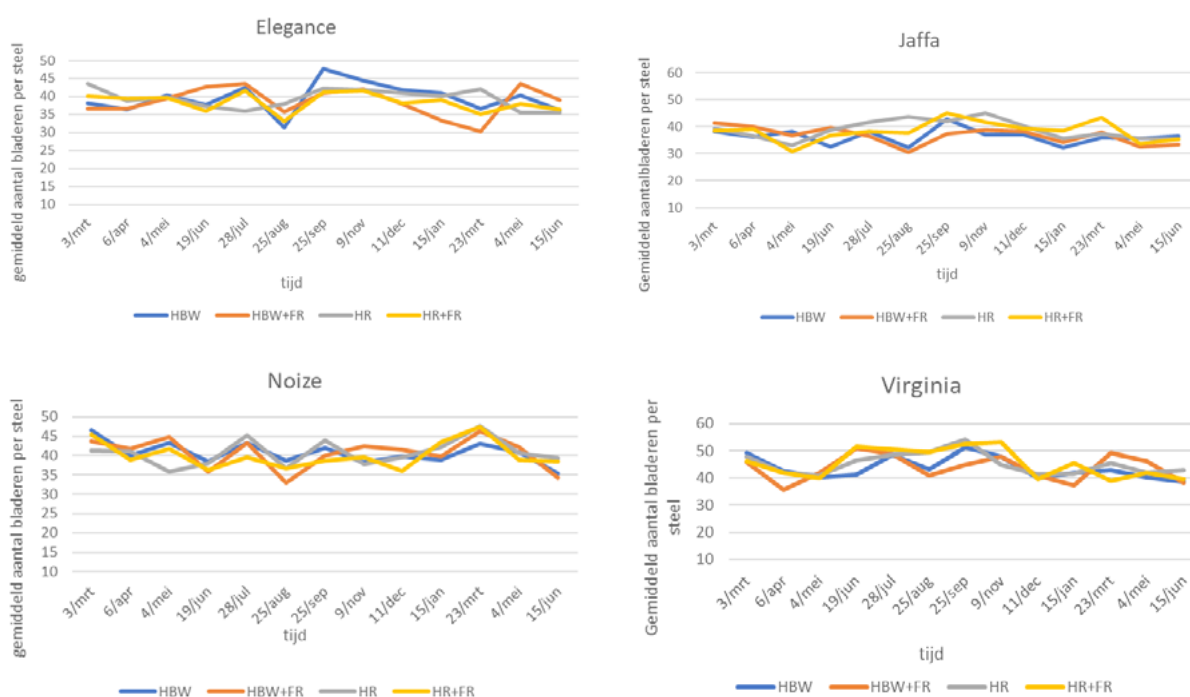 Elegance
gemiddeld aantal bladeren per steel
50
45
40
35
30
25
20
15
10
3/mrt
6/apr
4/mei
19/jun
28/jul
25/aug
25/sep
9/nov
11/dec
15/jan
23/mrt
4/mei
15/jun
tijd
HBW HBW+FR HR HR+FR
Jaffa
Gemiddeld aantalbladeren per steel
60
50
40
30
20
10
3/mrt
6/apr
4/mei
19/jun
28/jul
25/aug
25/sep
9/nov
11/dec
15/jan
23/mrt
4/mei
15/jun
tijd
HBW HBW+FR HR HR+FR
Noize
gemiddeld aantal bladeren per steel
50
45
40
35
30
25
20
15
10
3/mrt
6/apr
4/mei
19/jun
28/jul
25/aug
25/sep
9/nov
11/dec
15/jan
23/mrt
4/mei
15/jun
tijd
HBW HBW+FR HR HR+FR
Virginia
Gemiddeld aantal bladeren per
steel
60
50
40
30
20
10
3/mrt
6/apr
4/mei
19/jun
28/jul
25/aug
25/sep
9/nov
11/dec
15/jan
23/mrt
4/mei
15/jun
tijd
HBW HBW+FR HR HR+FR